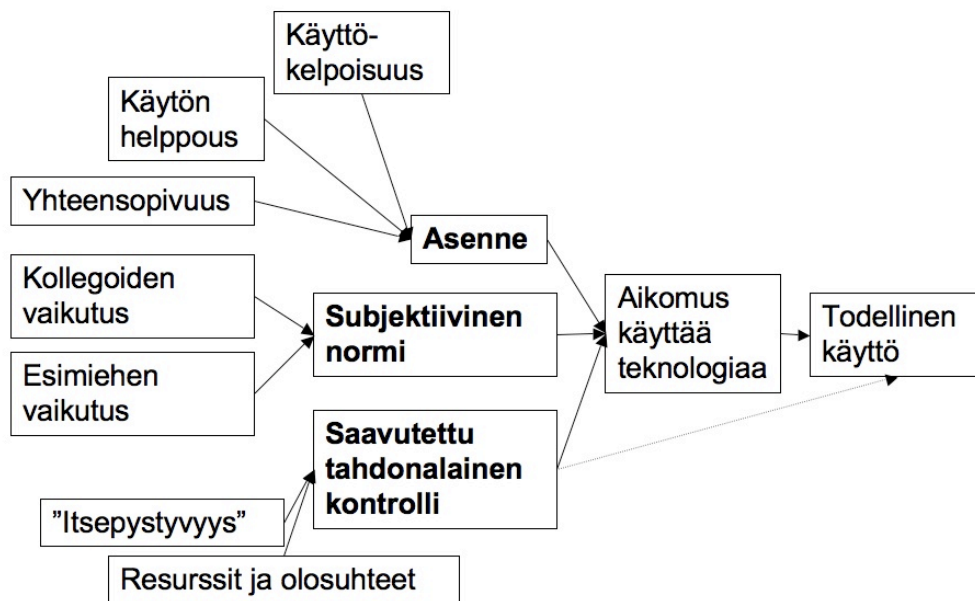 Käyttö-
kelpoisuus
Käytön
helppous
Yhteensopivuus
Asenne
Kollegoiden
vaikutus
Subjektiivinen
normi
Aikomus
käyttää
teknologiaa
Todellinen
käyttö
Esimiehen
vaikutus
Saavutettu
tahdonalainen
kontrolli
”Itsepystyvyys”
Resurssit ja olosuhteet